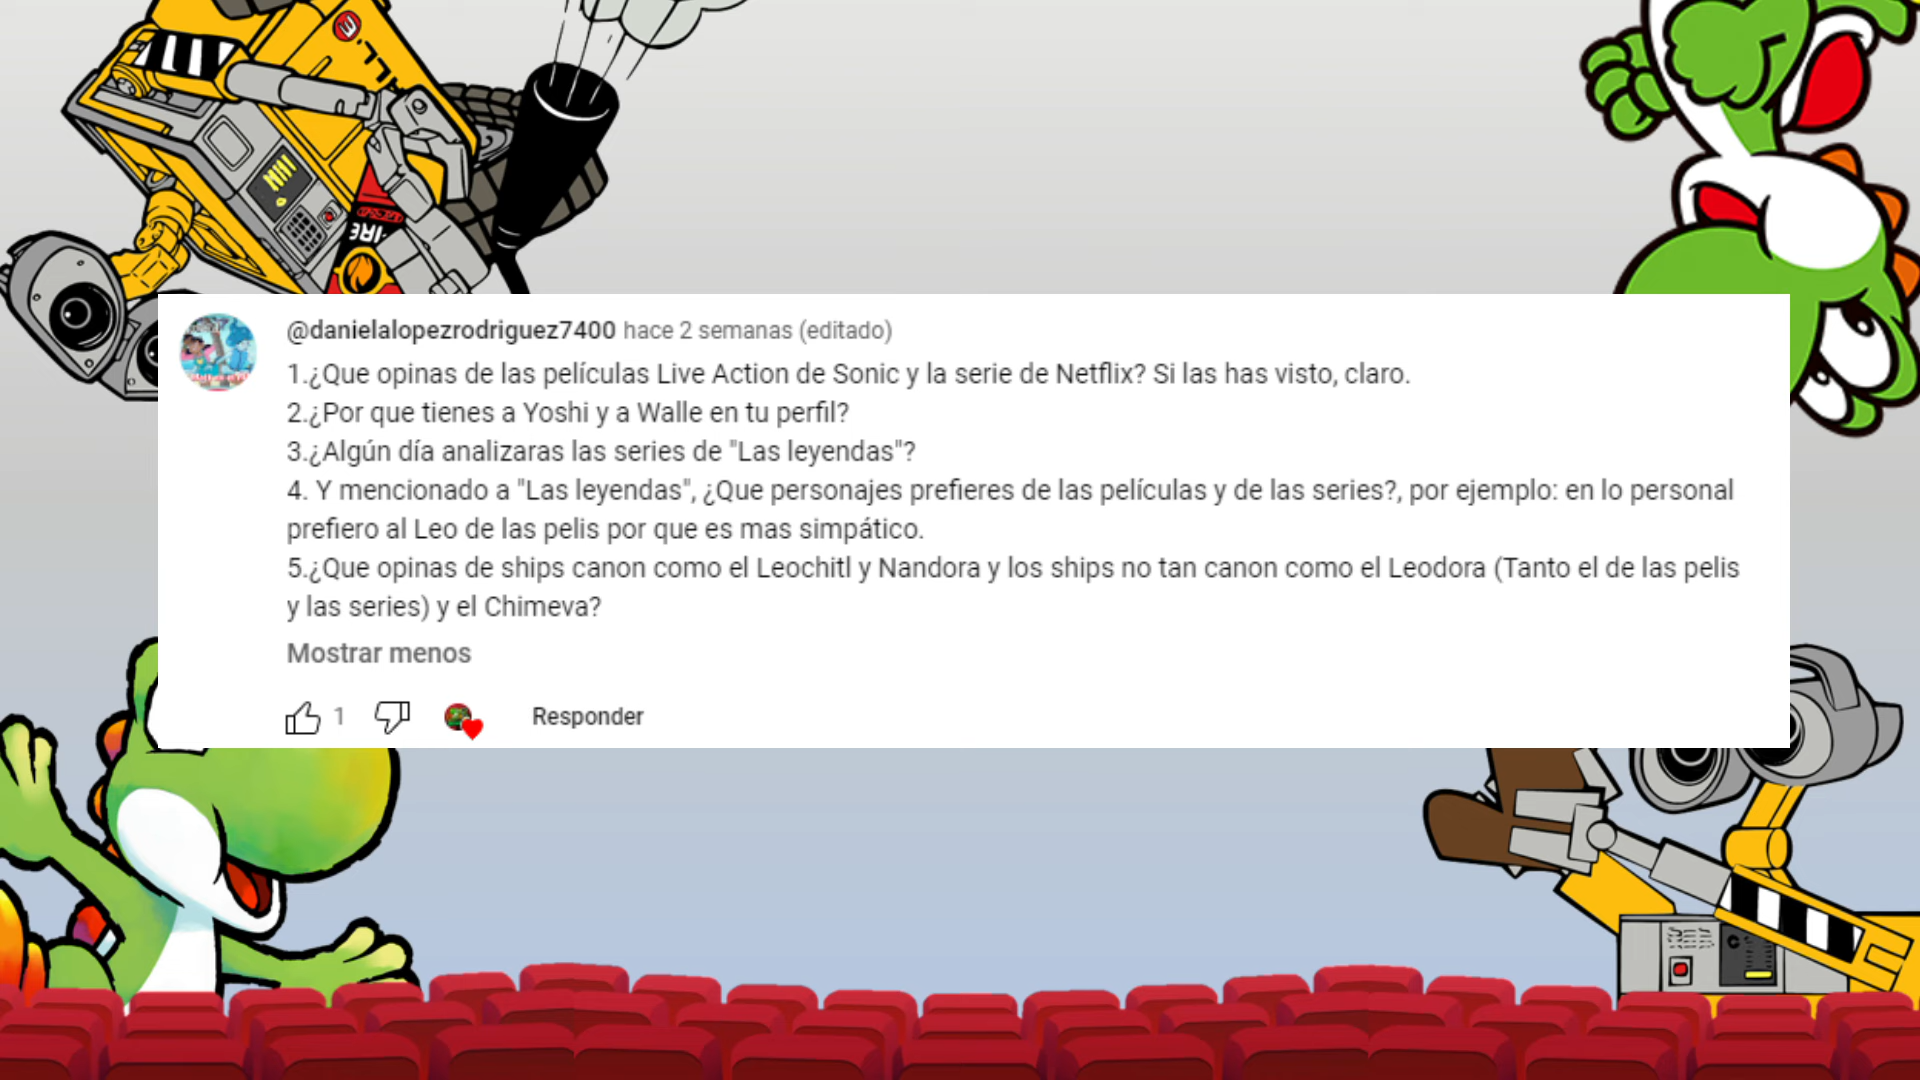 WALL·E
FIRE
@danielalopezrodriguez7400 hace 2 semanas (editado)
1.¿Que opinas de las películas Live Action de Sonic y la serie de Netflix? Si las has visto, claro.
2.¿Por que tienes a Yoshi y a Walle en tu perfil?
3.¿Algún día analizaras las series de "Las leyendas"?
4. Y mencionado a "Las leyendas", ¿Que personajes prefieres de las películas y de las series?, por ejemplo: en lo personal
prefiero al Leo de las pelis por que es mas simpático.
5.¿Que opinas de ships canon como el Leochitl y Nandora y los ships no tan canon como el Leodora (Tanto el de las pelis
y las series) y el Chimeva?
Mostrar menos
1
Responder